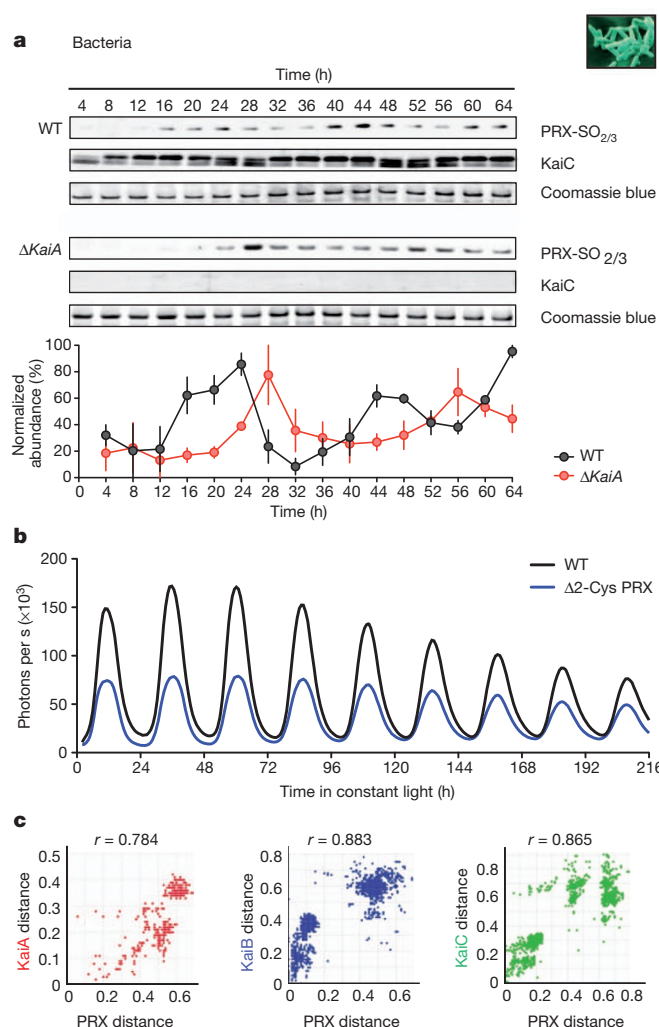 a Bacteria
Time (h)
4 8 12 16 20 24 28 32 36 40 44 48 52 56 60 64
WT PRX-SO2/3
KaiC
Coomassie blue
ΔKaiA PRX-SO 2/3
KaiC
Coomassie blue
Normalized abundance (%)
100
80
60
40
20
0
0 4 8 12 16 20 24 28 32 36 40 44 48 52 56 60 64
Time (h)
WT
ΔKaiA
b
Photons per s (×10³)
200
150
100
50
0
WT
Δ2-Cys PRX
0 24 48 72 96 120 144 168 192 216
Time in constant light (h)
c
r = 0.784
KaiA distance
0.5
0.4
0.3
0.2
0.1
0
0 0.2 0.4 0.6
PRX distance
r = 0.883
KaiB distance
0.8
0.6
0.4
0.2
0
0 0.2 0.4 0.6
PRX distance
r = 0.865
KaiC distance
0.8
0.6
0.4
0.2
0
0 0.2 0.4 0.6 0.8
PRX distance